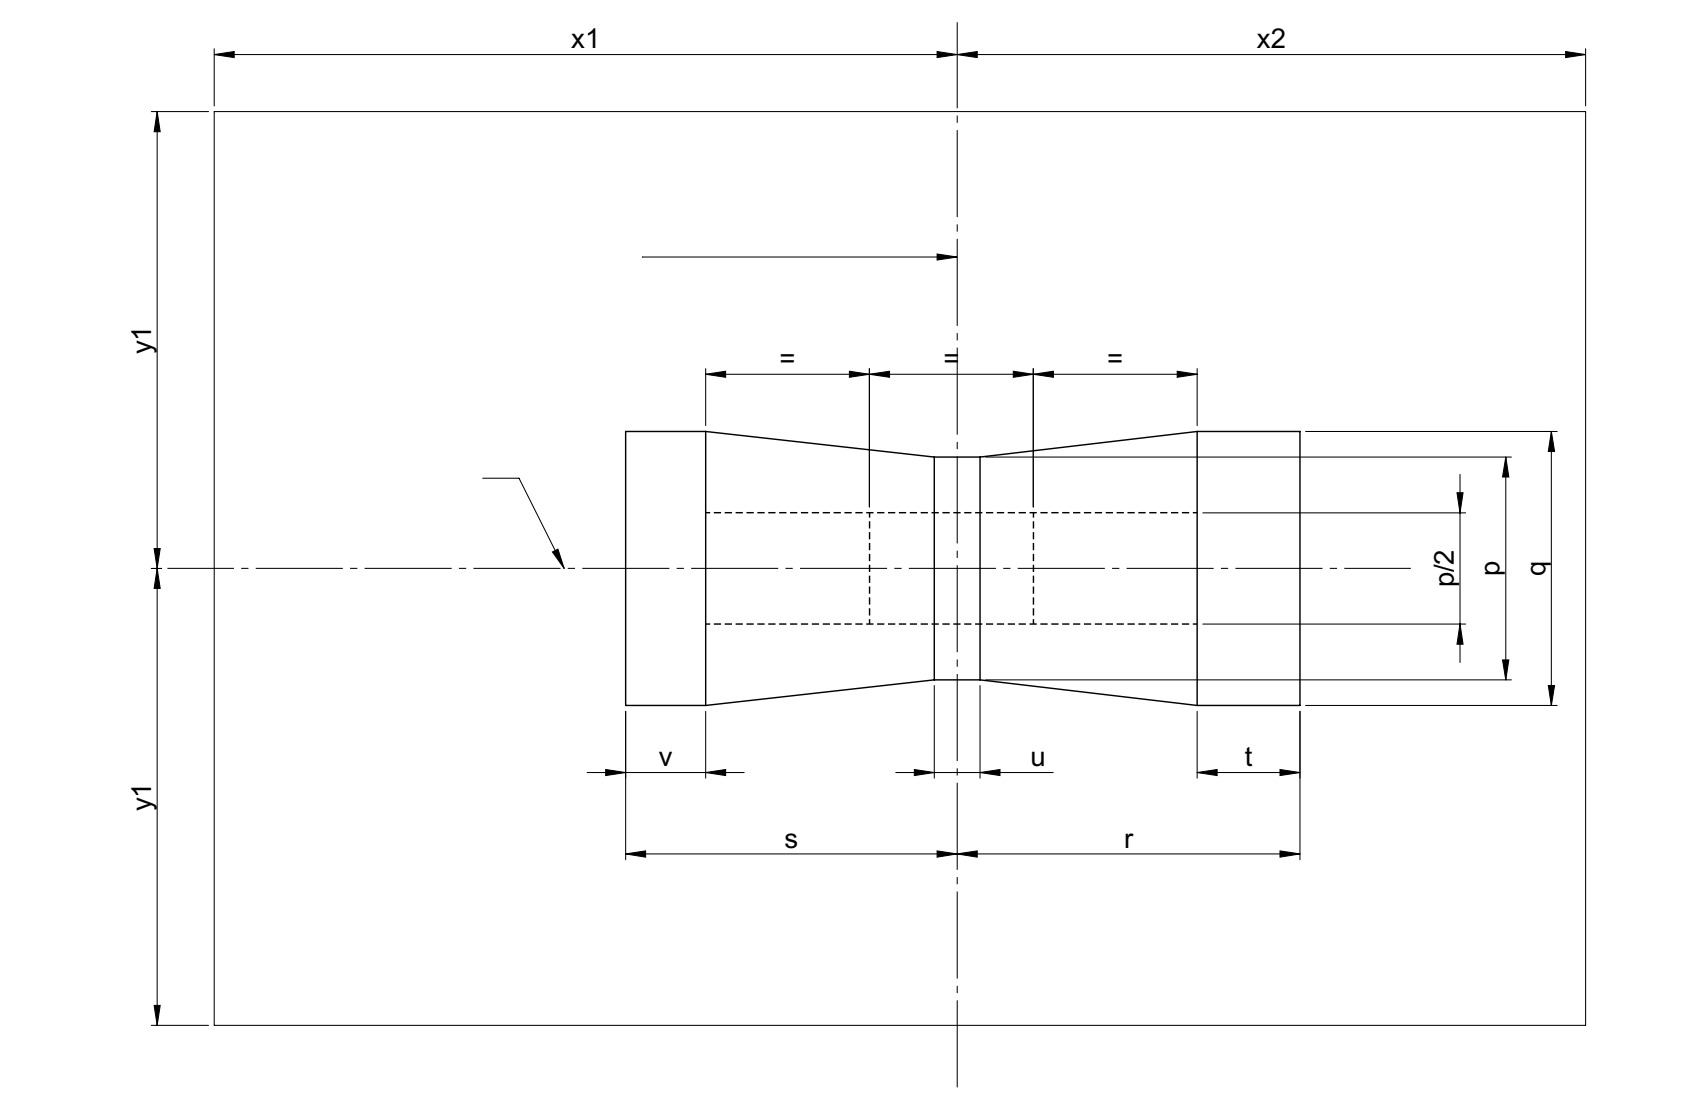 x1
x2
y1
=
=
=
p/2
p
q
v
u
t
y1
s
r